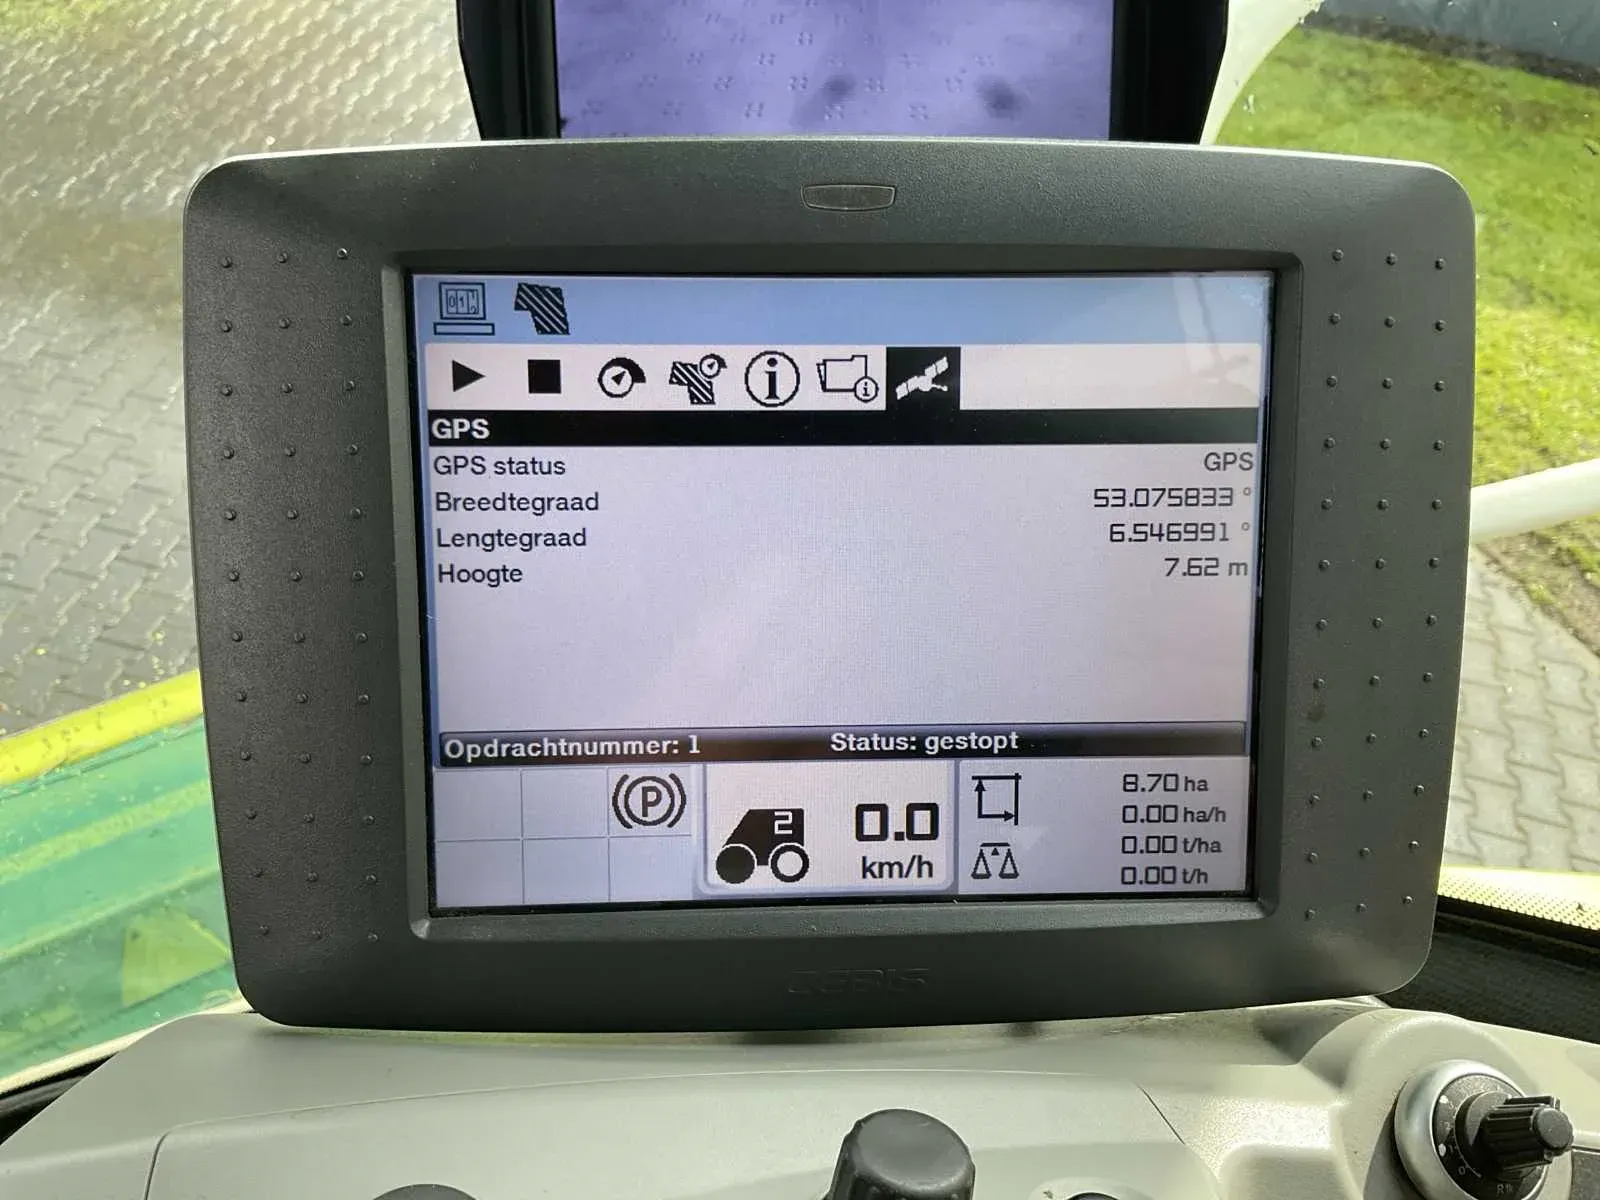 GPS
GPS status GPS
Breedtegraad 53.075833 °
Lengtegraad 6.546991 °
Hoogte 7.62 m
Opdrachtnummer: 1 Status: gestopt
P
2
0.0
km/h
8.70 ha
0.00 ha/h
0.00 t/ha
0.00 t/h
CEBIS